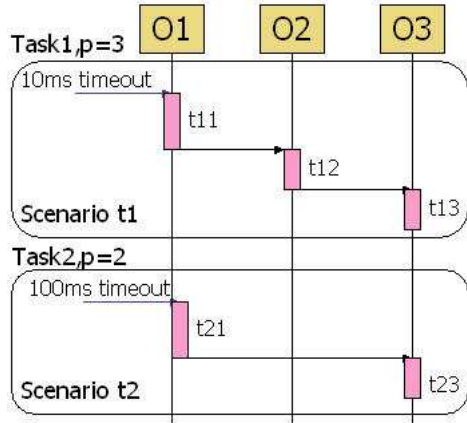 O1 O2 O3
Task1,p=3
10ms timeout
t11
t12
t13
Scenario t1
Task2,p=2
100ms timeout
t21
t23
Scenario t2